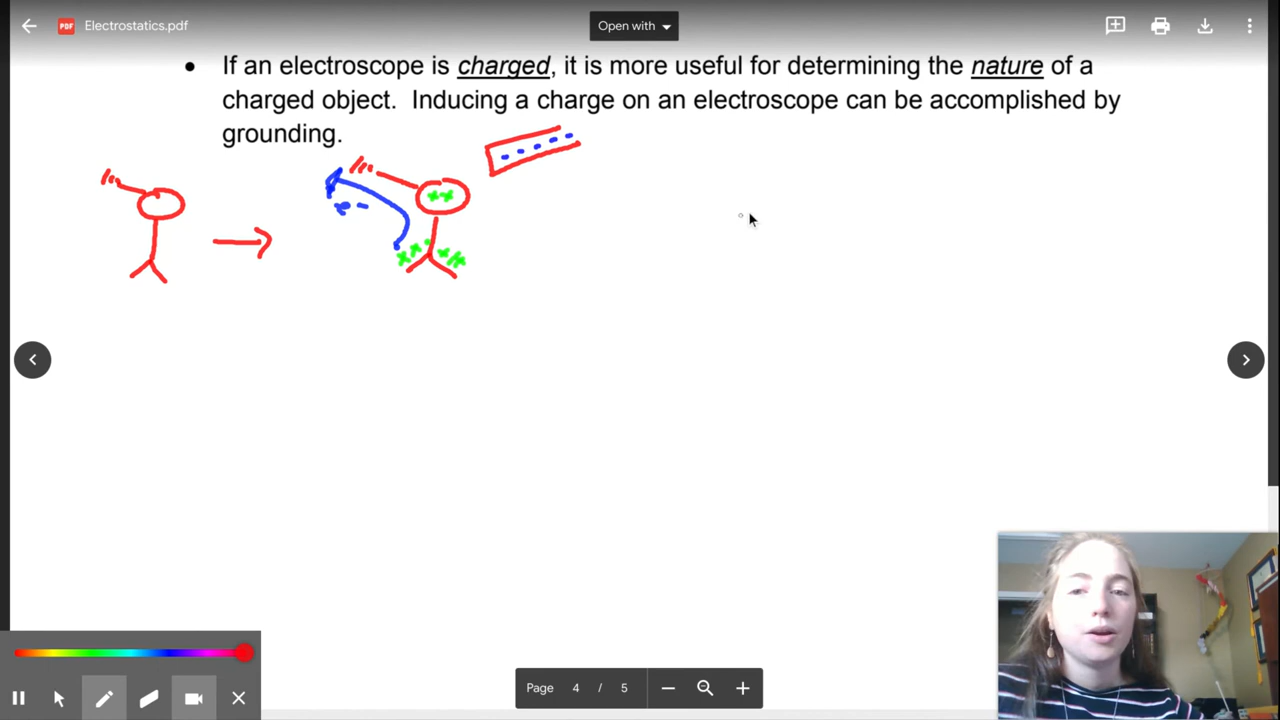 Electrostatics.pdf
Open with
PDF
• If an electroscope is charged, it is more useful for determining the nature of a
charged object. Inducing a charge on an electroscope can be accomplished by
grounding.
e-
Page 4 / 5